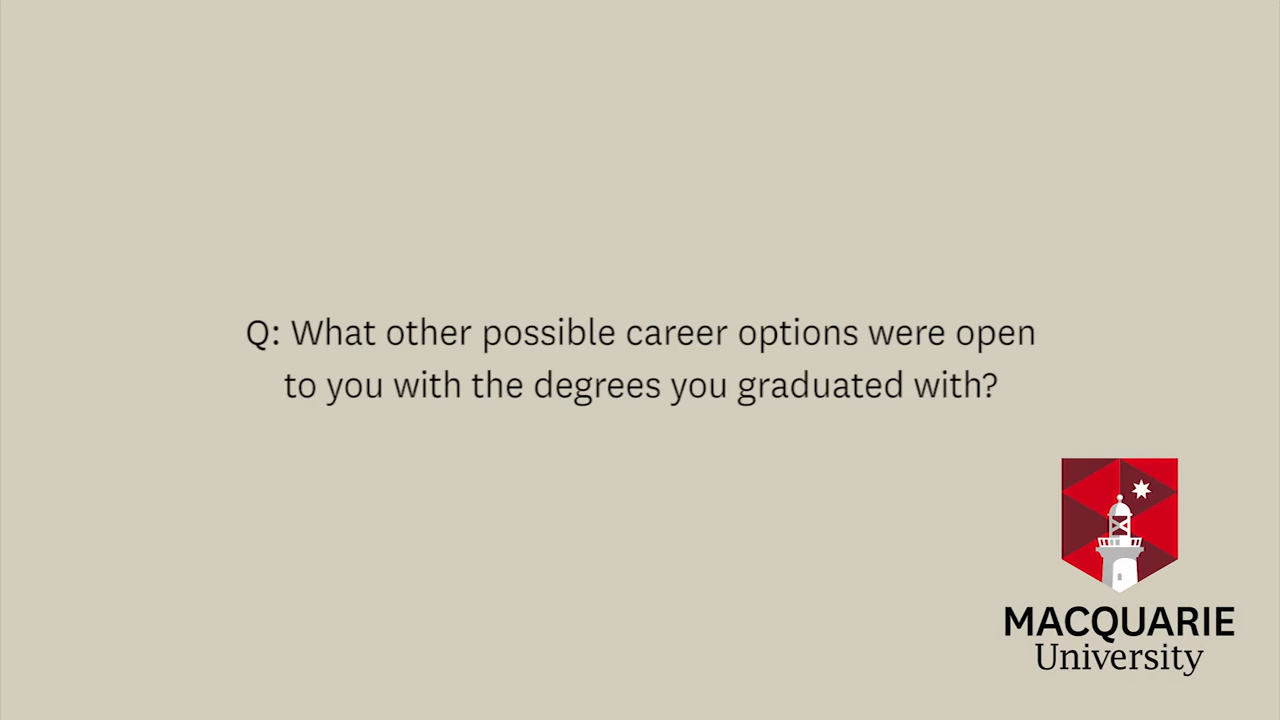 Q: What other possible career options were open
to you with the degrees you graduated with?
MACQUARIE
University